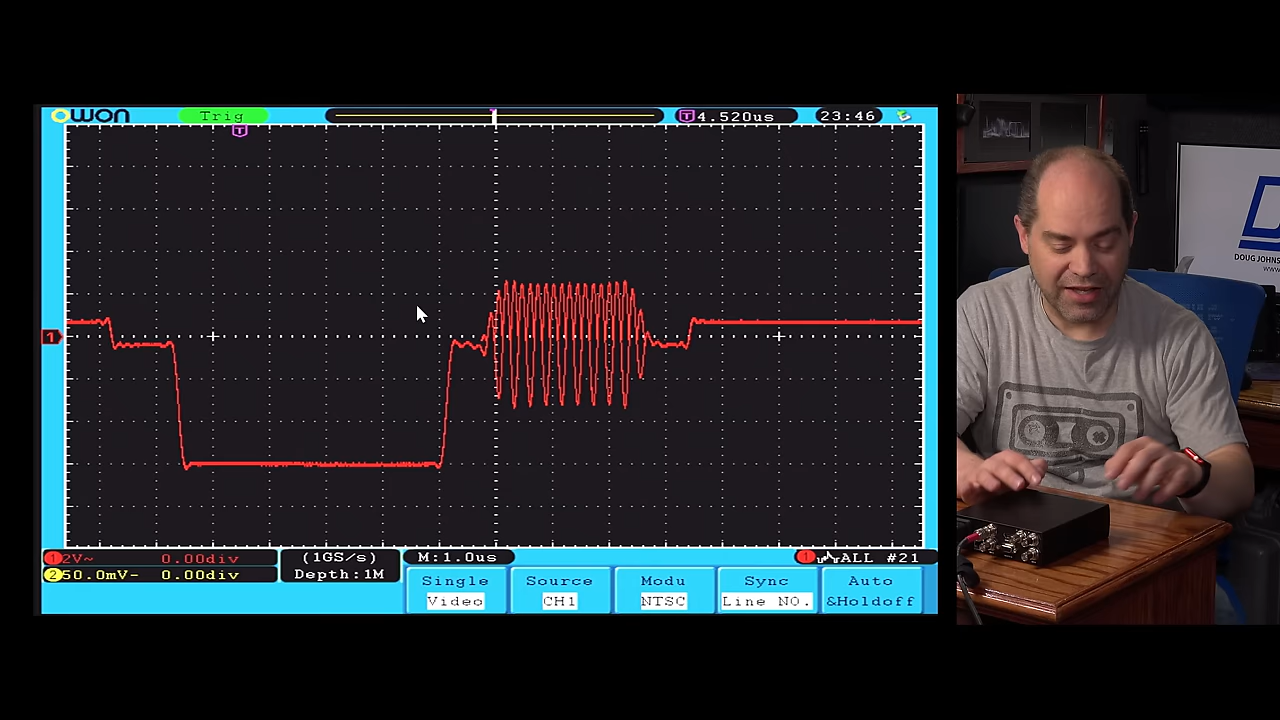 OWON Trig T 4.520us 23:46
T
1
1 2V~ 0.00div (1GS/s) M:1.0us 1 ALL #21
2 50.0mV- 0.00div Depth:1M
Single Source Modu Sync Auto
Video CH1 NTSC Line NO. &Holdoff
D
DOUG JOHNS
WWW.